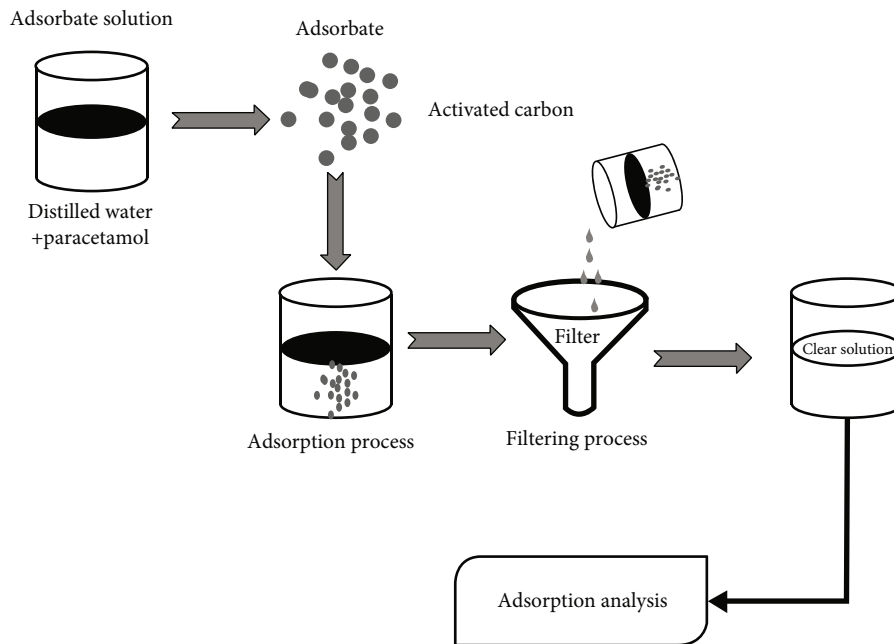 Adsorbate solution
Adsorbate
Activated carbon
Distilled water
+paracetamol
Filter
Clear solution
Adsorption process
Filtering process
Adsorption analysis